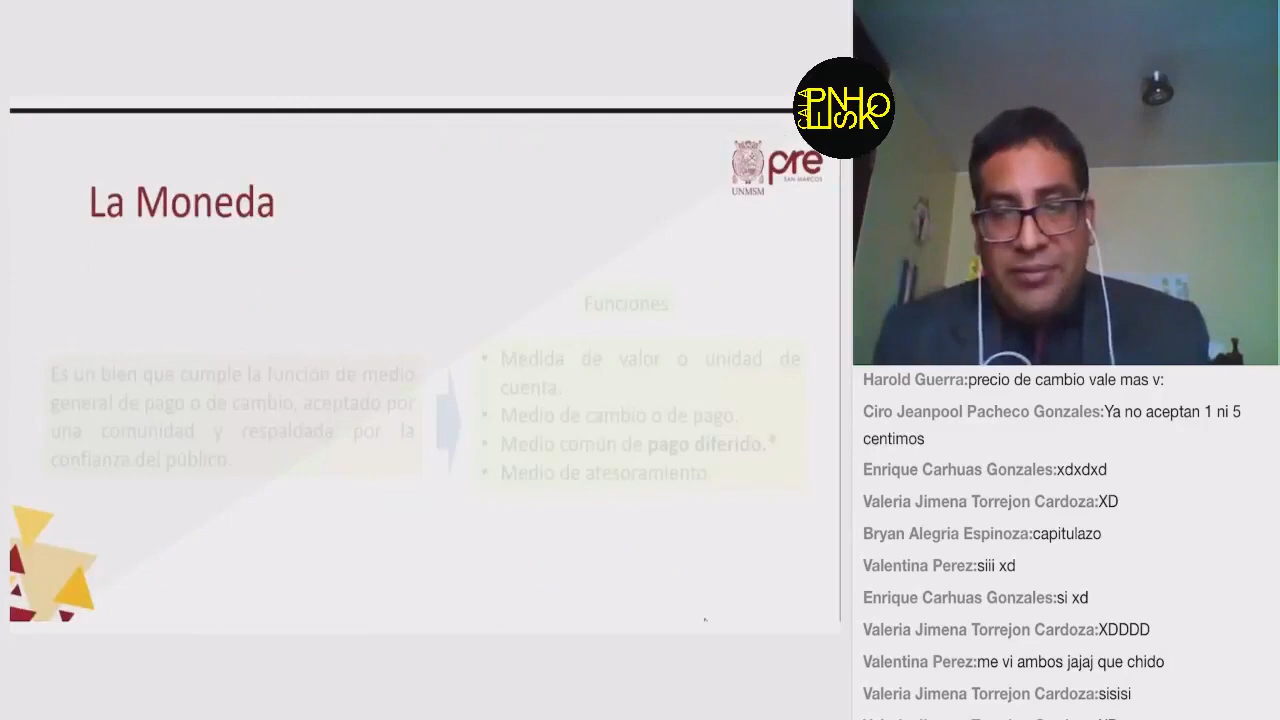 La Moneda
UNMSM
pre
SAN MARCOS
Funciones
Es un bien que cumple la función de medio
general de pago o de cambio, aceptado por
una comunidad y respaldada por la
confianza del público.
• Medida de valor o unidad de
cuenta.
• Medio de cambio o de pago.
• Medio común de pago diferido.*
• Medio de atesoramiento.
Harold Guerra:precio de cambio vale mas v:
Ciro Jeanpool Pacheco Gonzales:Ya no aceptan 1 ni 5
centimos
Enrique Carhuas Gonzales:xdxdxd
Valeria Jimena Torrejon Cardoza:XD
Bryan Alegria Espinoza:capitulazo
Valentina Perez:siii xd
Enrique Carhuas Gonzales:si xd
Valeria Jimena Torrejon Cardoza:XDDDD
Valentina Perez:me vi ambos jajaj que chido
Valeria Jimena Torrejon Cardoza:sisisi